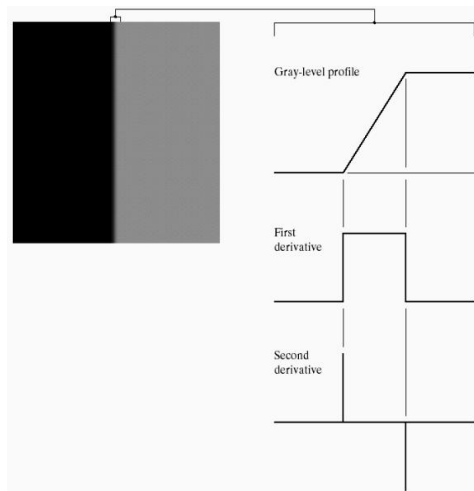 Gray-level profile
First
derivative
Second
derivative